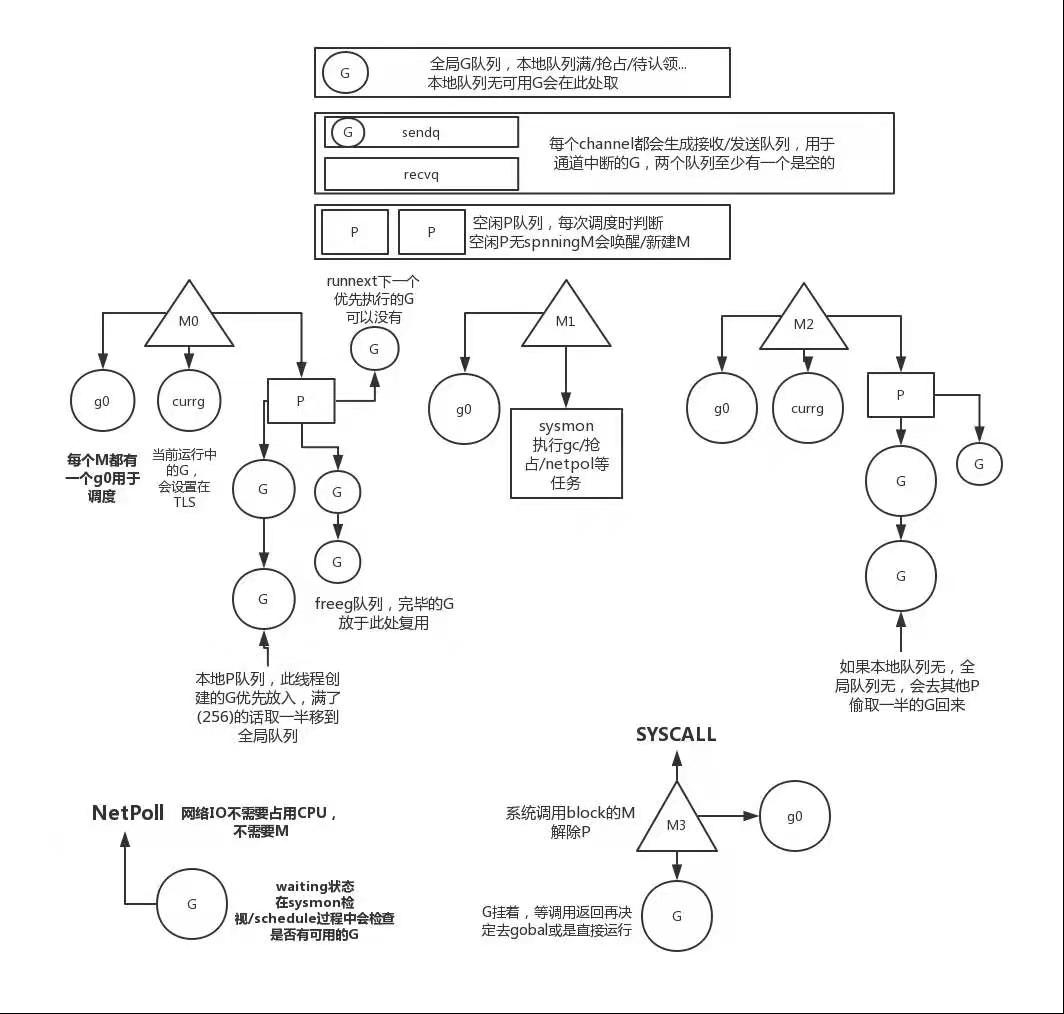 G
全局G队列，本地队列满/抢占/待认领...
本地队列无可用G会在此处取
G
sendq
recvq
每个channel都会生成接收/发送队列，用于
通道中断的G，两个队列至少有一个是空的
P
P
空闲P队列，每次调度时判断
空闲P无spnningM会唤醒/新建M
runnext下一个
优先执行的G
可以没有
G
M0
g0
currg
P
每个M都有
一个g0用于
调度
当前运行中
的G，
会设置在
TLS
G
G
G
G
freeg队列，完毕的G
放于此处复用
本地P队列，此线程创
建的G优先放入，满了
(256)的话取一半移到
全局队列
M1
g0
sysmon
执行gc/抢
占/netpol等
任务
M2
g0
currg
P
G
G
G
如果本地队列无，全
局队列无，会去其他P
偷取一半的G回来
NetPoll
网络IO不需要占用CPU，
不需要M
G
waiting状态
在sysmon检
视/schedule过程中会检查
是否有可用的G
SYSCALL
系统调用block的M
解除P
M3
g0
G挂着，等调用返回再决
定去gobal或是直接运行
G